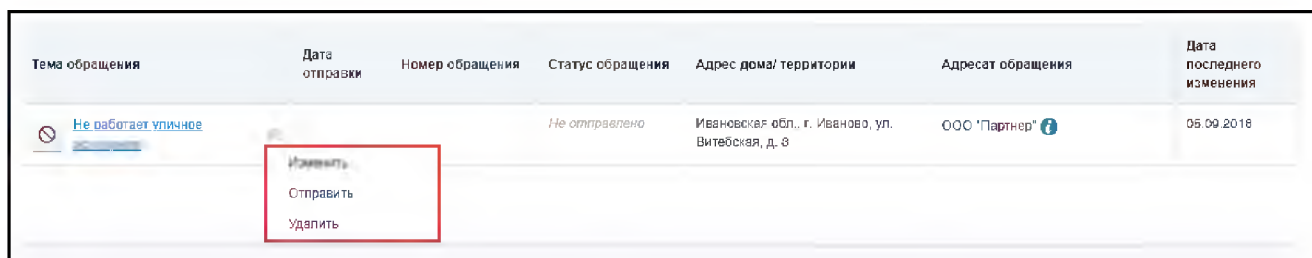 Тема обращения
Дата
отправки
Номер обращения
Статус обращения
Адрес дома/ территории
Адресат обращения
Дата
последнего
изменения
Не работает уличное
Не отправлено
Ивановская обл., г. Иваново, ул.
Витебская, д. 3
ООО "Партнер"
05.09.2018
Изменить
Отправить
Удалить